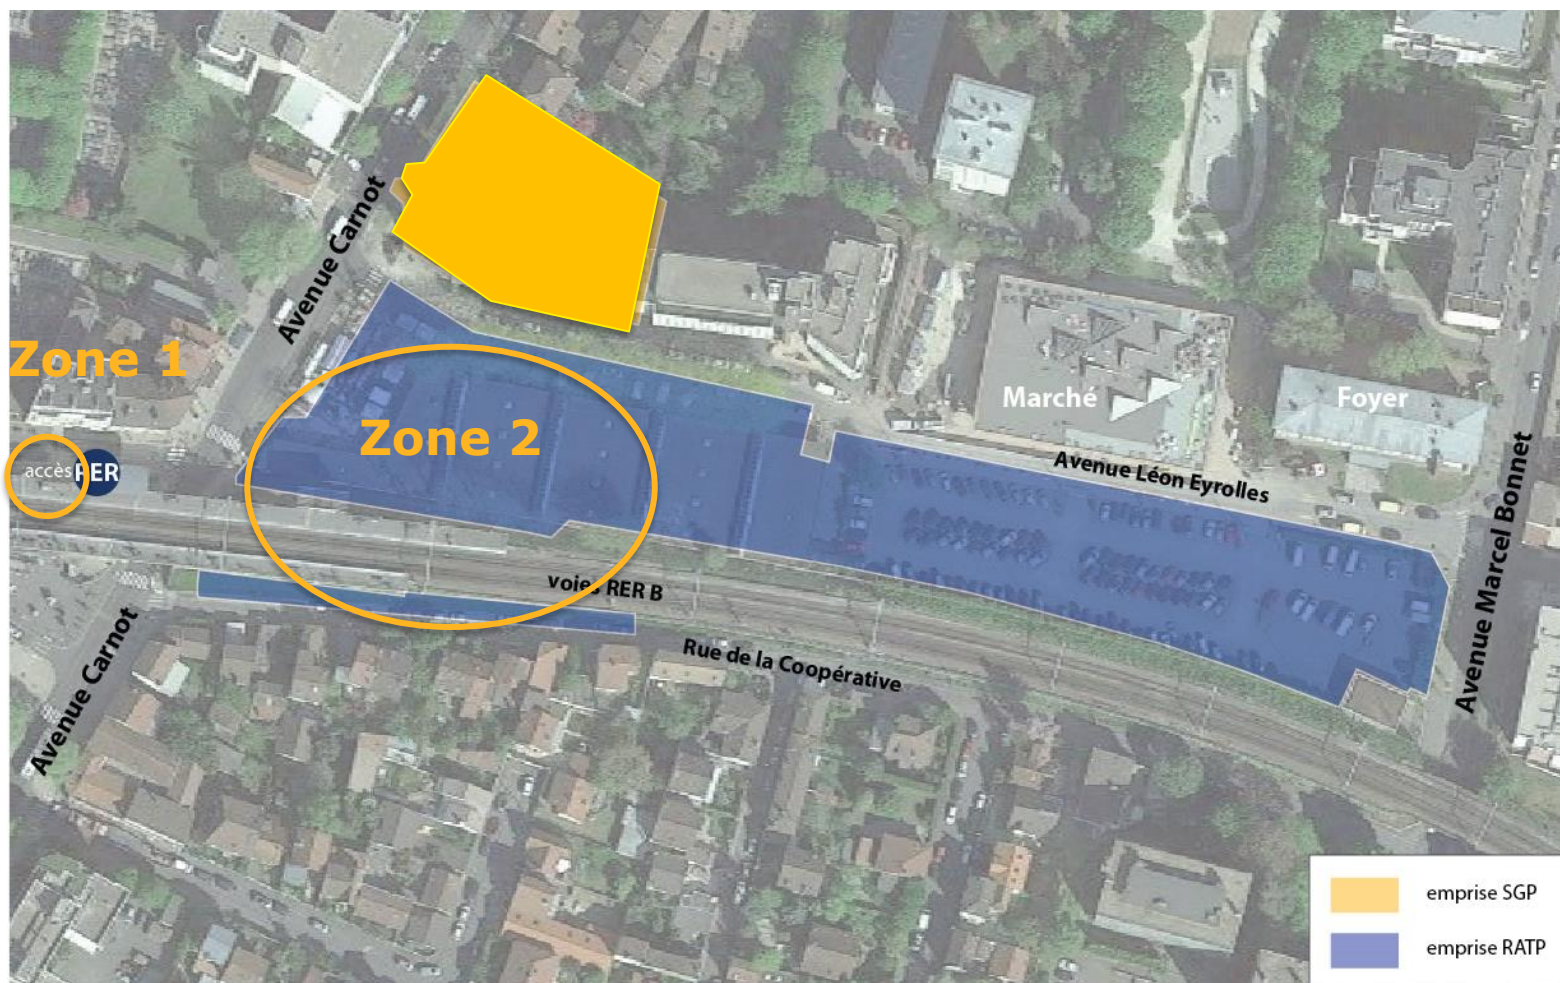 Avenue Carnot
Zone 1
accès RER
Zone 2
Marché
Foyer
Avenue Léon Eyrolles
Avenue Marcel Bonnet
voies RER B
Rue de la Coopérative
Avenue Carnot
emprise SGP
emprise RATP